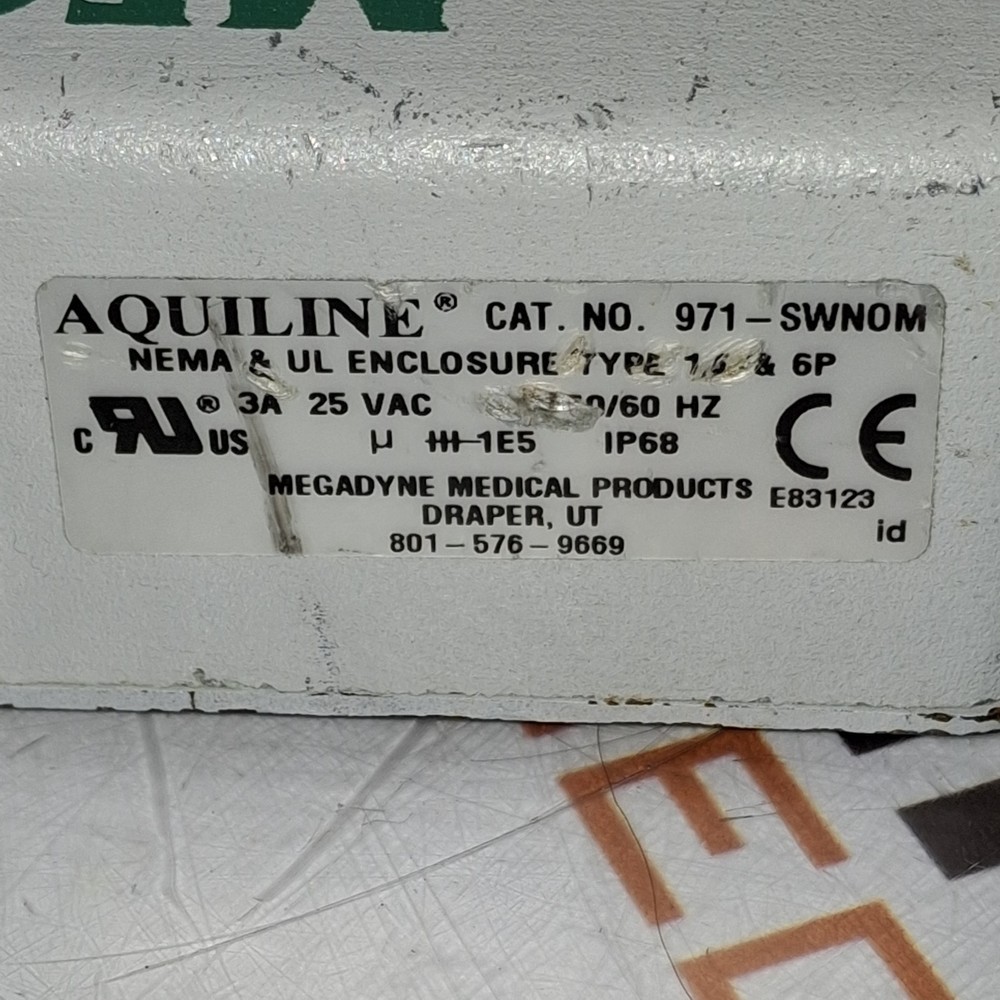 AQUILINE® CAT. NO. 971-SWNOM
NEMA & UL ENCLOSURE TYPE & 6P
® 3A 25 VAC /60 HZ
C RU US
µ 1E5 IP68
CE
MEGADYNE MEDICAL PRODUCTS E83123
DRAPER, UT
id
801-576-9669